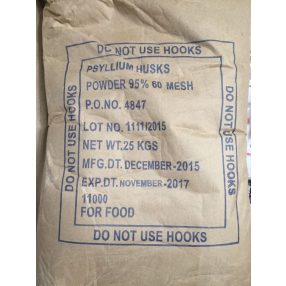 DO NOT USE HOOKS
PSYLLIUM HUSKS
POWDER 95% 60 MESH
P.O.NO. 4847
LOT NO. 1111/2015
NET WT.25 KGS
MFG.DT. DECEMBER-2015
EXP.DT.NOVEMBER-2017
11000
FOR FOOD
DO NOT USE HOOKS
DO NOT USE HOOKS
DO NOT USE HOOKS